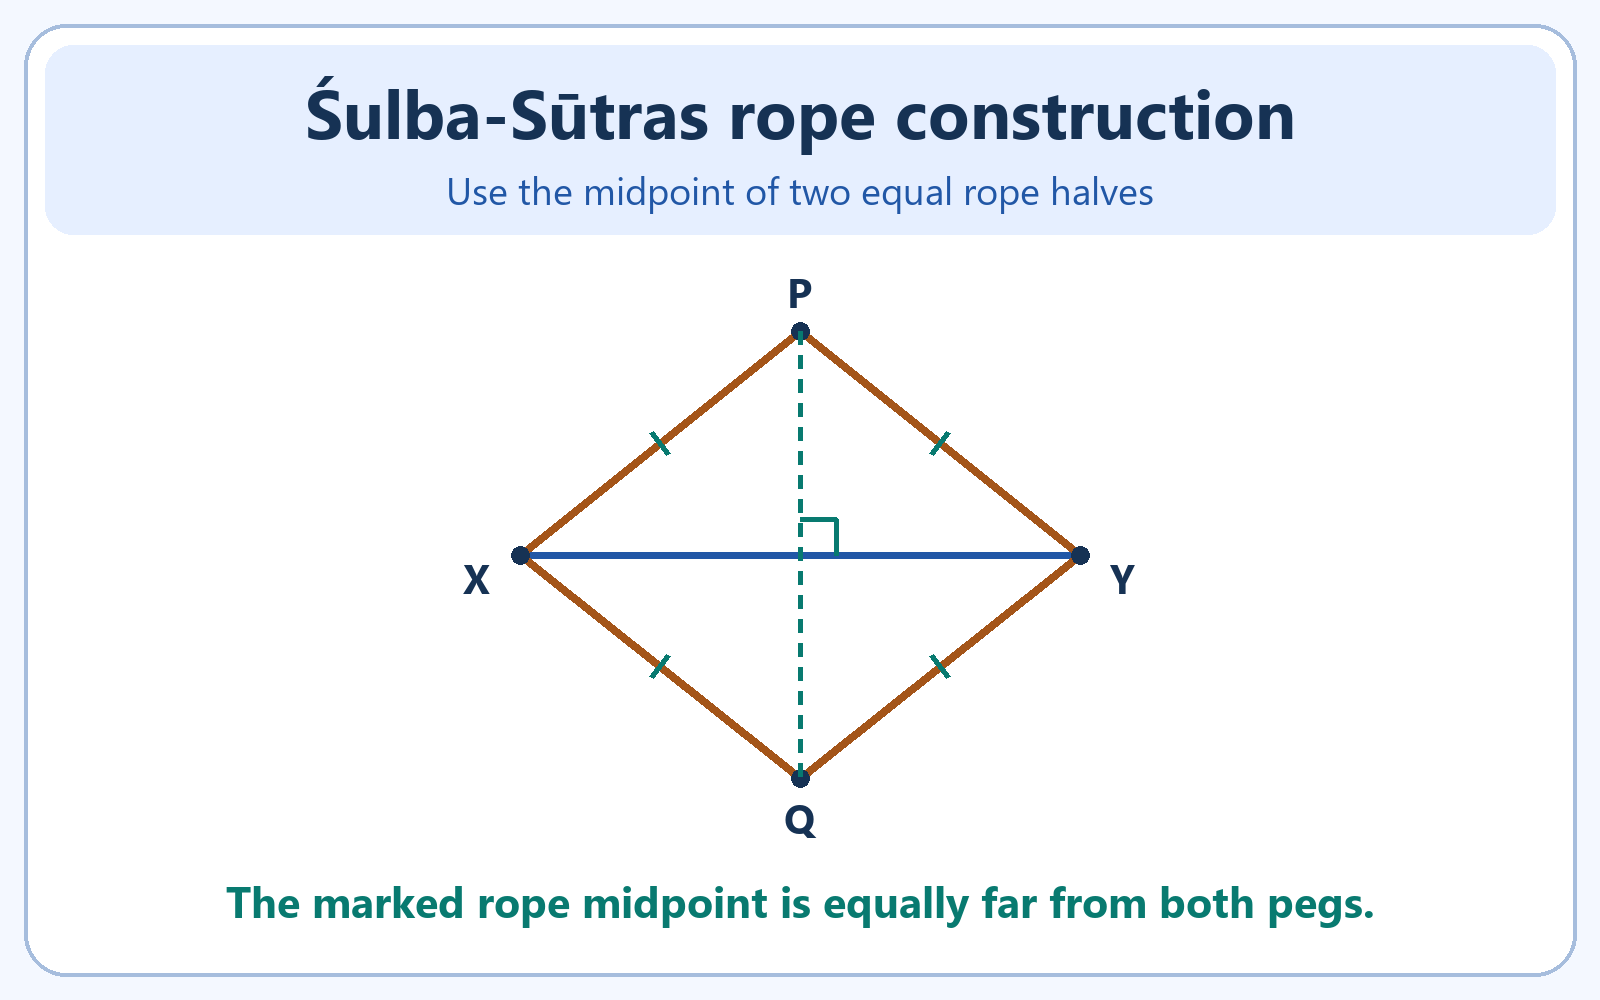 Śulba-Sūtras rope construction
Use the midpoint of two equal rope halves
P
X
Y
Q
The marked rope midpoint is equally far from both pegs.